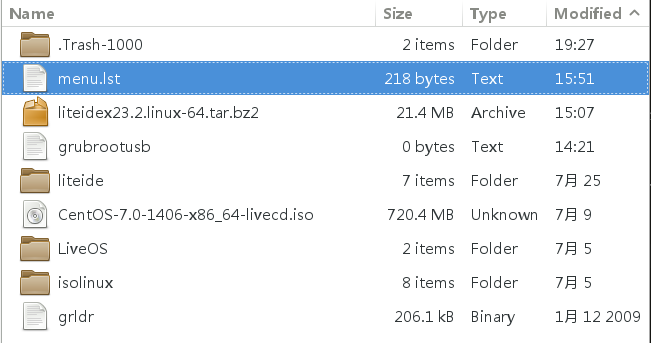 Name Size Type Modified
.Trash-1000 2 items Folder 19:27
menu.lst 218 bytes Text 15:51
liteidex23.2.linux-64.tar.bz2 21.4 MB Archive 15:07
grubrootusb 0 bytes Text 14:21
liteide 7 items Folder 7月 25
CentOS-7.0-1406-x86_64-livecd.iso 720.4 MB Unknown 7月 9
LiveOS 2 items Folder 7月 5
isolinux 8 items Folder 7月 5
grldr 206.1 kB Binary 1月 12 2009